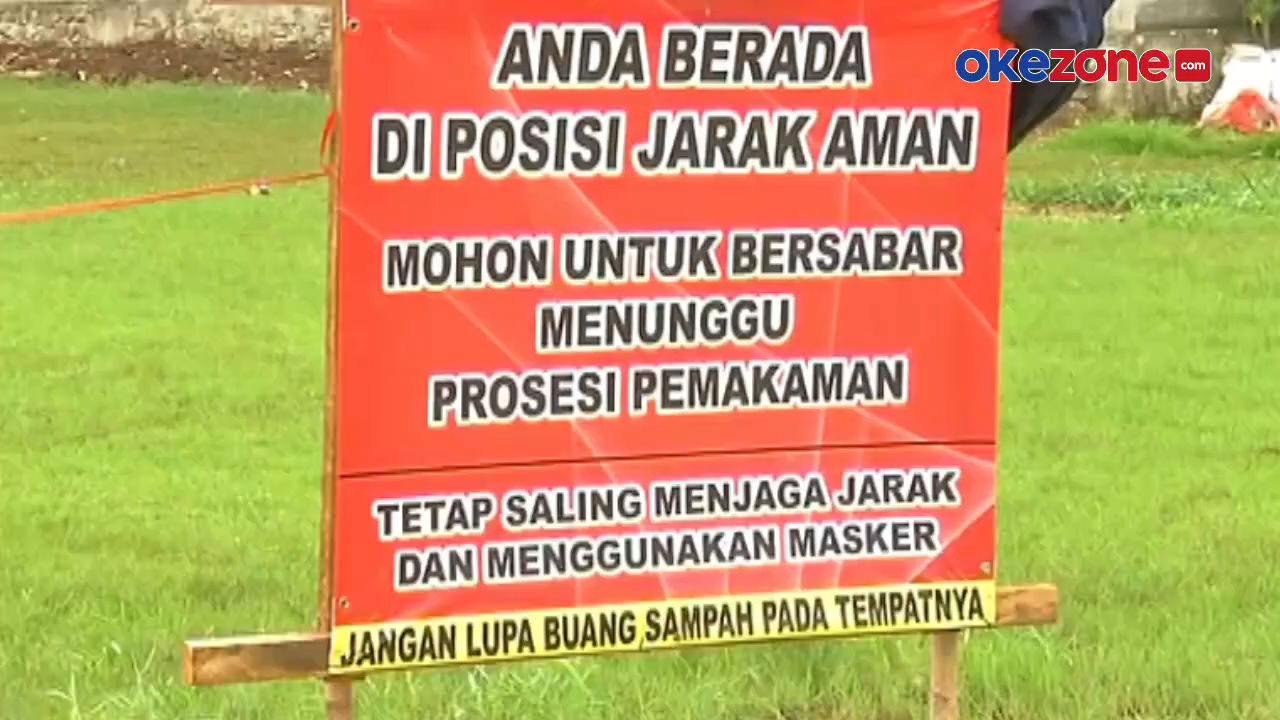 ANDA BERADA
okezone.com
DI POSISI JARAK AMAN
MOHON UNTUK BERSABAR
MENUNGGU
PROSESI PEMAKAMAN
TETAP SALING MENJAGA JARAK
DAN MENGGUNAKAN MASKER
JANGAN LUPA BUANG SAMPAH PADA TEMPATNYA